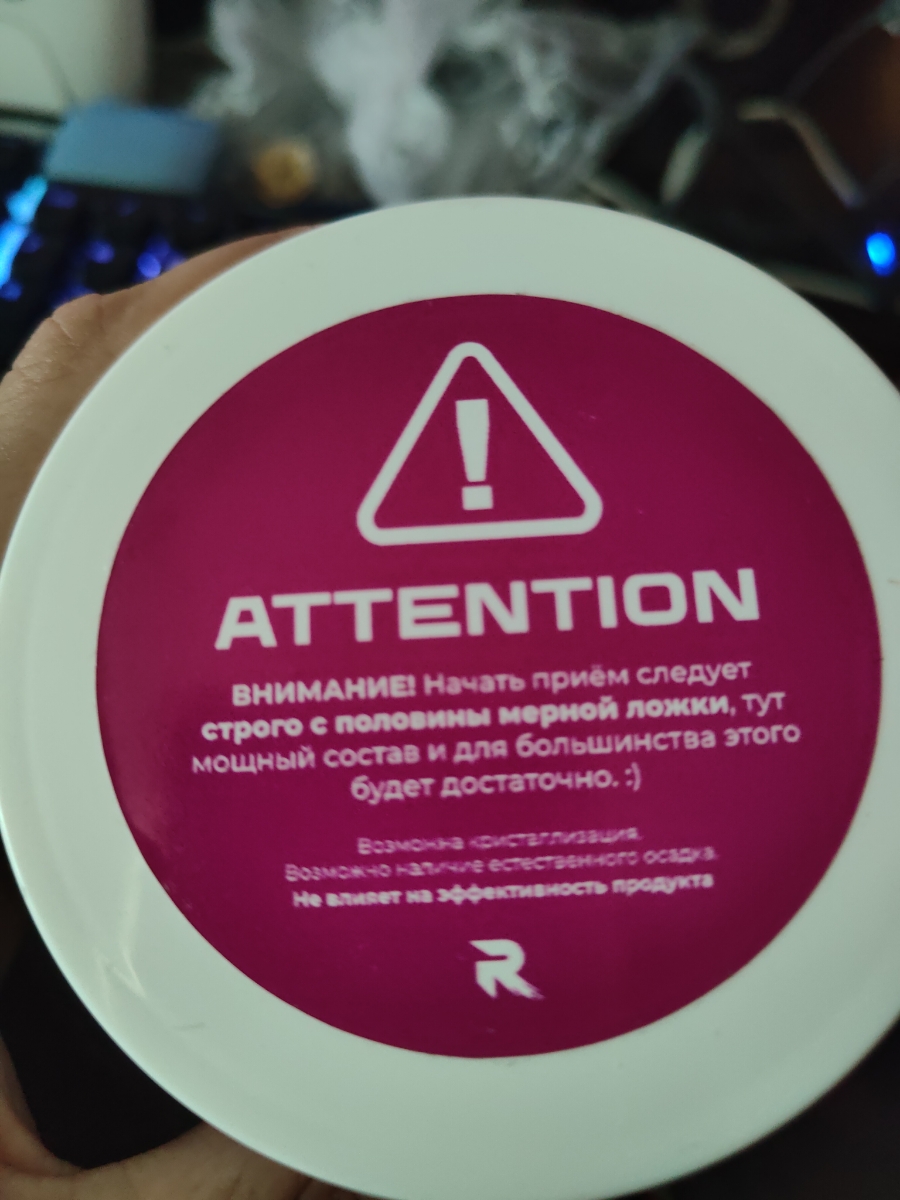 ATTENTION
ВНИМАНИЕ! Начать приём следует
строго с половины мерной ложки, тут
мощный состав и для большинства этого
будет достаточно. :)
Возможна кристаллизация.
Возможно наличие естественного осадка.
Не влияет на эффективность продукта
R